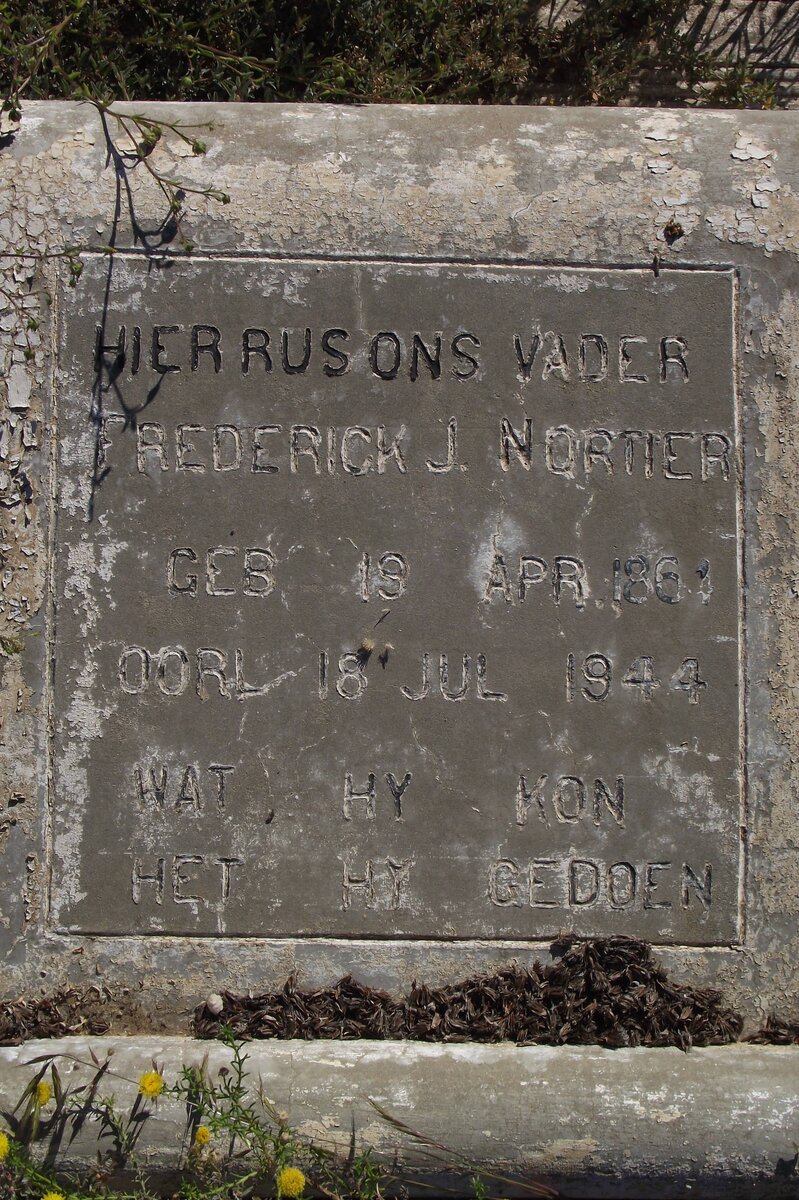 HIER RUS ONS VADER
FREDERICK J. NORTIER
GEB 19 APR.
OORL 18 JUL 1944
WAT HY KON
HET HY GEDOEN